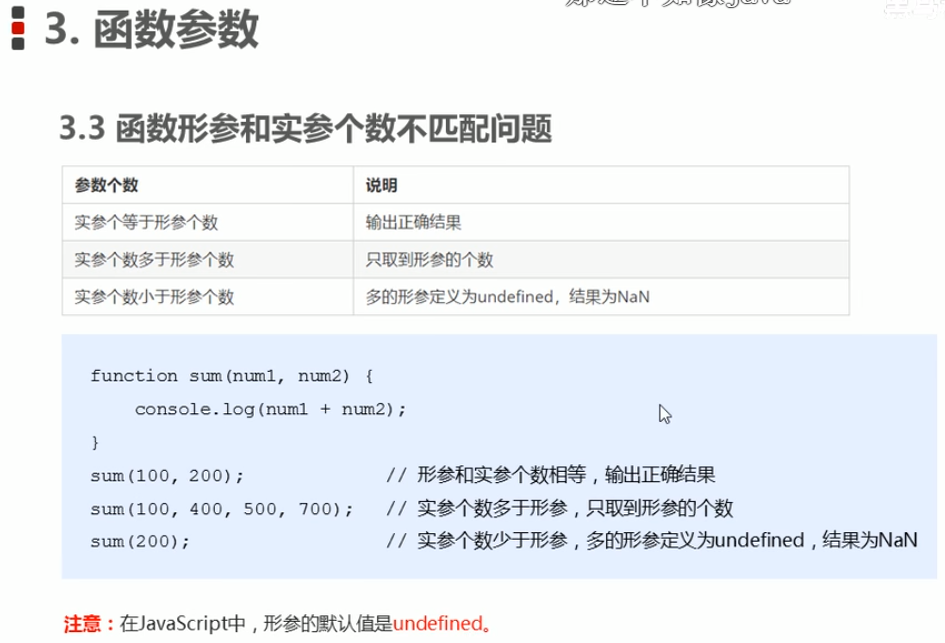 3. 函数参数
3.3 函数形参和实参个数不匹配问题
参数个数 说明
实参个等于形参个数 输出正确结果
实参个数多于形参个数 只取到形参的个数
实参个数小于形参个数 多的形参定义为undefined，结果为NaN
function sum(num1, num2) {
console.log(num1 + num2);
}
sum(100, 200); // 形参和实参个数相等，输出正确结果
sum(100, 400, 500, 700); // 实参个数多于形参，只取到形参的个数
sum(200); // 实参个数少于形参，多的形参定义为undefined，结果为NaN
注意：在JavaScript中，形参的默认值是undefined。